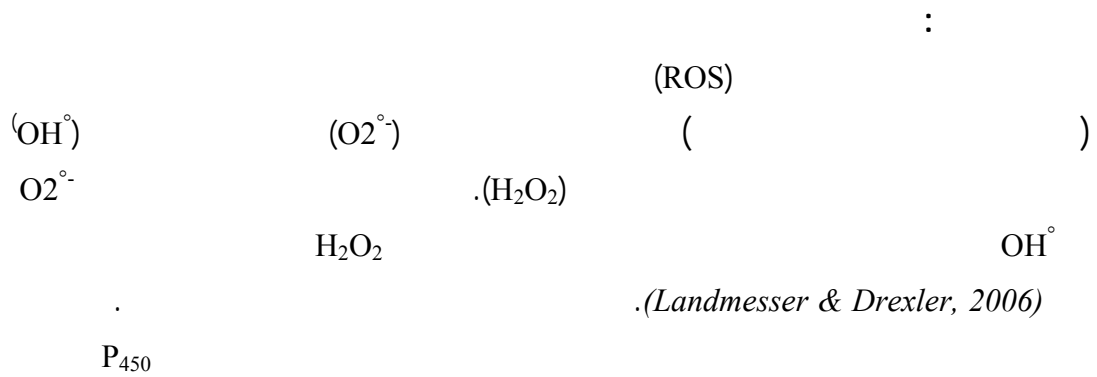 :
(ROS)
( ) (O2°-) (OH°)
.(H₂O₂) O2°-
OH° H₂O₂
.(Landmesser & Drexler, 2006) .
P₄₅₀